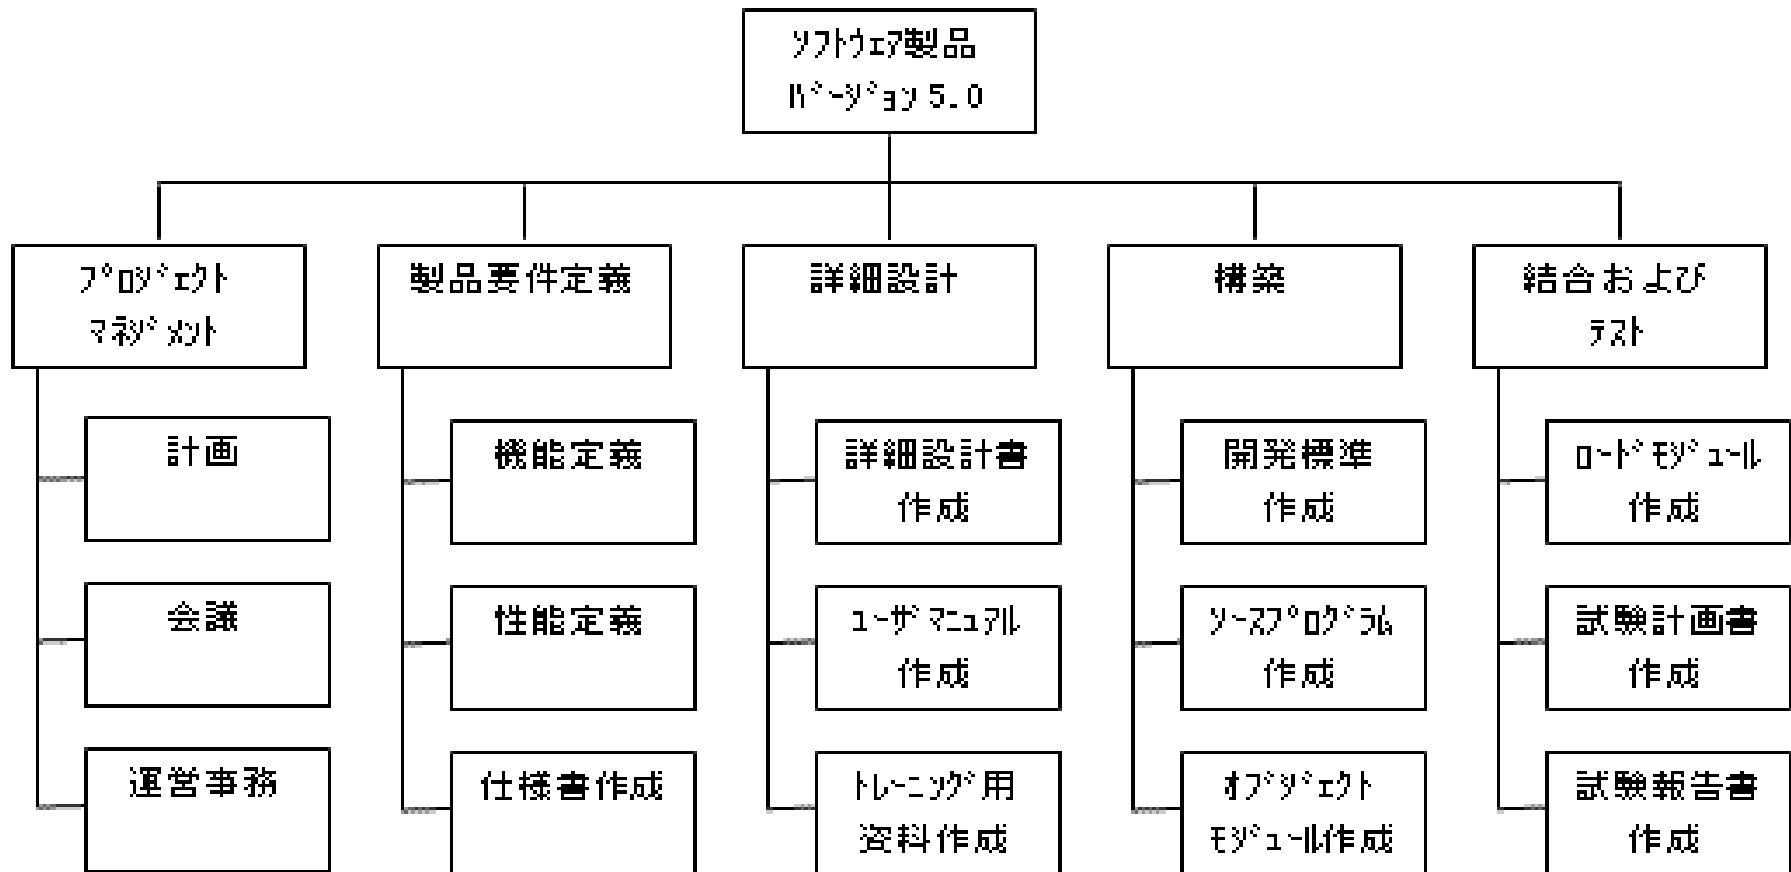 ｿﾌﾄｳｪｱ製品
ﾊﾞｰｼﾞｮﾝ 5.0
ﾌﾟﾛｼﾞｪｸﾄ
ﾏﾈｼﾞﾒﾝﾄ
製品要件定義
詳細設計
構築
結合および
ﾃｽﾄ
計画
機能定義
詳細設計書
作成
開発標準
作成
ﾛｰﾄﾞﾓｼﾞｭｰﾙ
作成
会議
性能定義
ﾕｰｻﾞﾏﾆｭｱﾙ
作成
ｿｰｽﾌﾟﾛｸﾞﾗﾑ
作成
試験計画書
作成
運営事務
仕様書作成
ﾄﾚｰﾆﾝｸﾞ用
資料作成
ｵﾌﾞｼﾞｪｸﾄ
ﾓｼﾞｭｰﾙ作成
試験報告書
作成